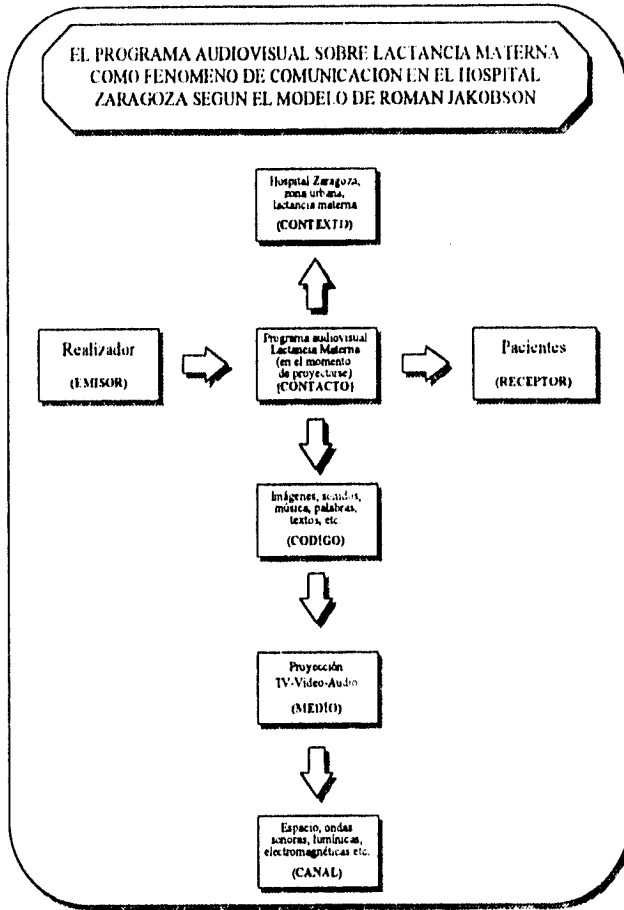 EL PROGRAMA AUDIOVISUAL SOBRE LACTANCIA MATERNA
COMO FENOMENO DE COMUNICACION EN EL HOSPITAL
ZARAGOZA SEGUN EL MODELO DE ROMAN JAKOBSON
Hospital Zaragoza,
zona urbana,
lactancia materna
(CONTEXTO)
Realizador
(EMISOR)
Programa audiovisual
Lactancia Materna
(en el momento
de proyectarse)
(CONTACTO)
Pacientes
(RECEPTOR)
Imágenes, sonidos,
música, palabras,
textos, etc.
(CODIGO)
Proyección
TV-Video-Audio
(MEDIO)
Espacio, ondas
sonoras, lumínicas,
electromagnéticas etc.
(CANAL)